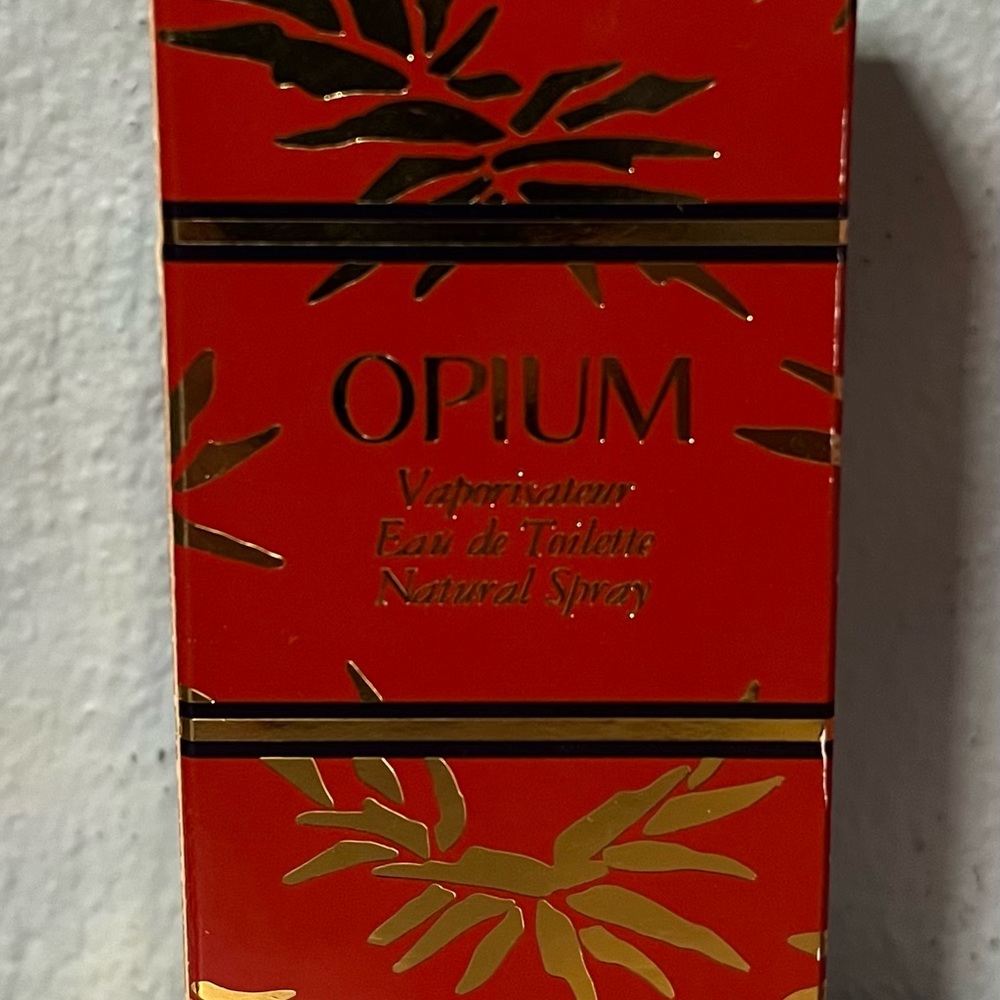 OPIUM
Vaporisateur
Eau de Toilette
Natural Spray